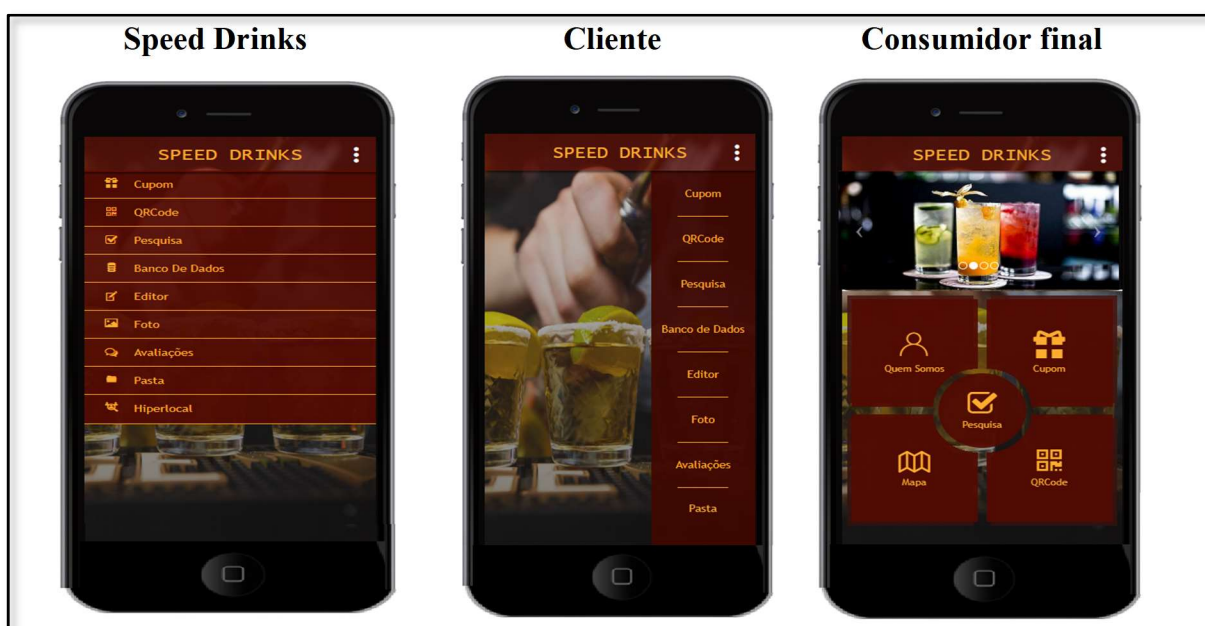 Speed Drinks
SPEED DRINKS
Cupom
QRCode
Pesquisa
Banco De Dados
Editor
Foto
Avaliações
Pasta
Hiperlocal
Cliente
SPEED DRINKS
Cupom
QRCode
Pesquisa
Banco de Dados
Editor
Foto
Avaliações
Pasta
Consumidor final
SPEED DRINKS
Quem Somos
Cupom
Pesquisa
Mapa
QRCode